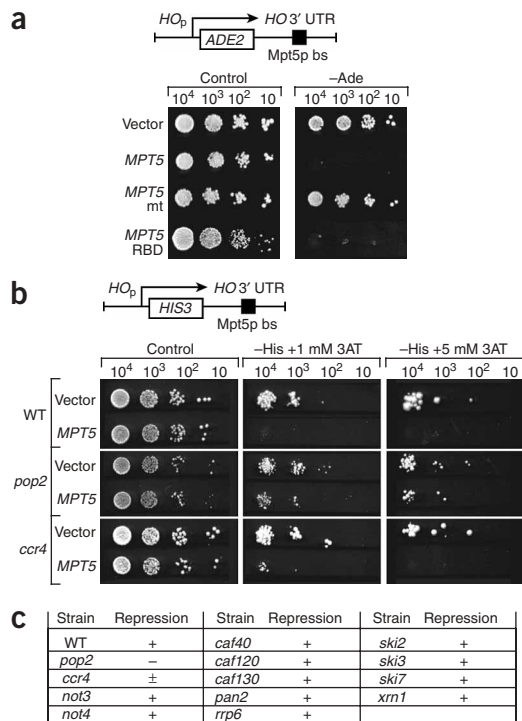 a
HOp HO 3′ UTR
ADE2
Mpt5p bs
Control –Ade
10⁴ 10³ 10² 10 10⁴ 10³ 10² 10
Vector
MPT5
MPT5 mt
MPT5 RBD
b
HOp HO 3′ UTR
HIS3
Mpt5p bs
Control –His +1 mM 3AT –His +5 mM 3AT
10⁴ 10³ 10² 10 10⁴ 10³ 10² 10 10⁴ 10³ 10² 10
WT Vector
MPT5
pop2 Vector
MPT5
ccr4 Vector
MPT5
c
Strain Repression Strain Repression Strain Repression
WT + caf40 + ski2 +
pop2 – caf120 + ski3 +
ccr4 ± caf130 + ski7 +
not3 + pan2 + xrn1 +
not4 + rrp6 +